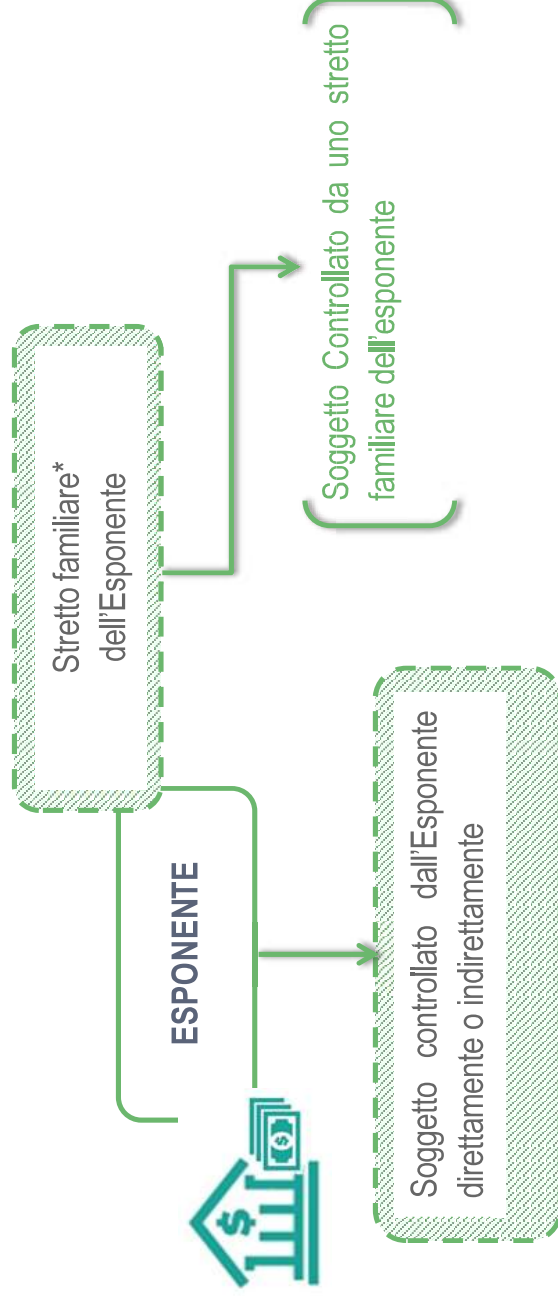 Stretto familiare*
dell'Esponente
ESPONENTE
$
$
Soggetto controllato dall'Esponente
direttamente o indirettamente
Soggetto Controllato da uno stretto
familiare dell'esponente